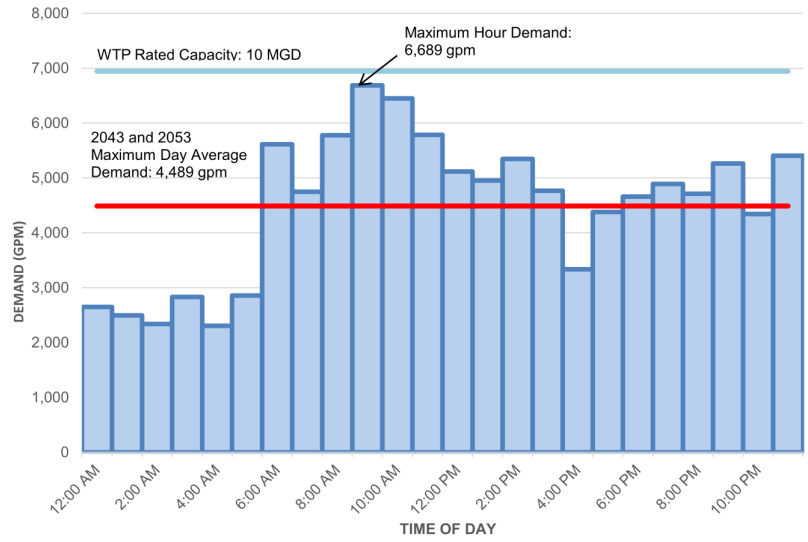 8,000
7,000
6,000
5,000
4,000
3,000
2,000
1,000
0
DEMAND (GPM)
WTP Rated Capacity: 10 MGD
Maximum Hour Demand:
6,689 gpm
2043 and 2053
Maximum Day Average
Demand: 4,489 gpm
12:00 AM
2:00 AM
4:00 AM
6:00 AM
8:00 AM
10:00 AM
12:00 PM
2:00 PM
4:00 PM
6:00 PM
8:00 PM
10:00 PM
TIME OF DAY